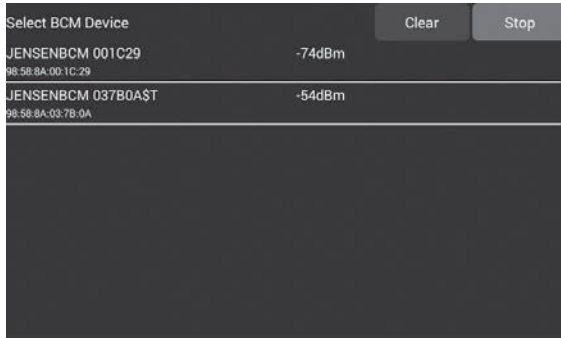 Select BCM Device Clear Stop
JENSENBCM 001C29 -74dBm
98:58:8A:00:1C:29
JENSENBCM 037B0A$T -54dBm
98:58:8A:03:7B:0A